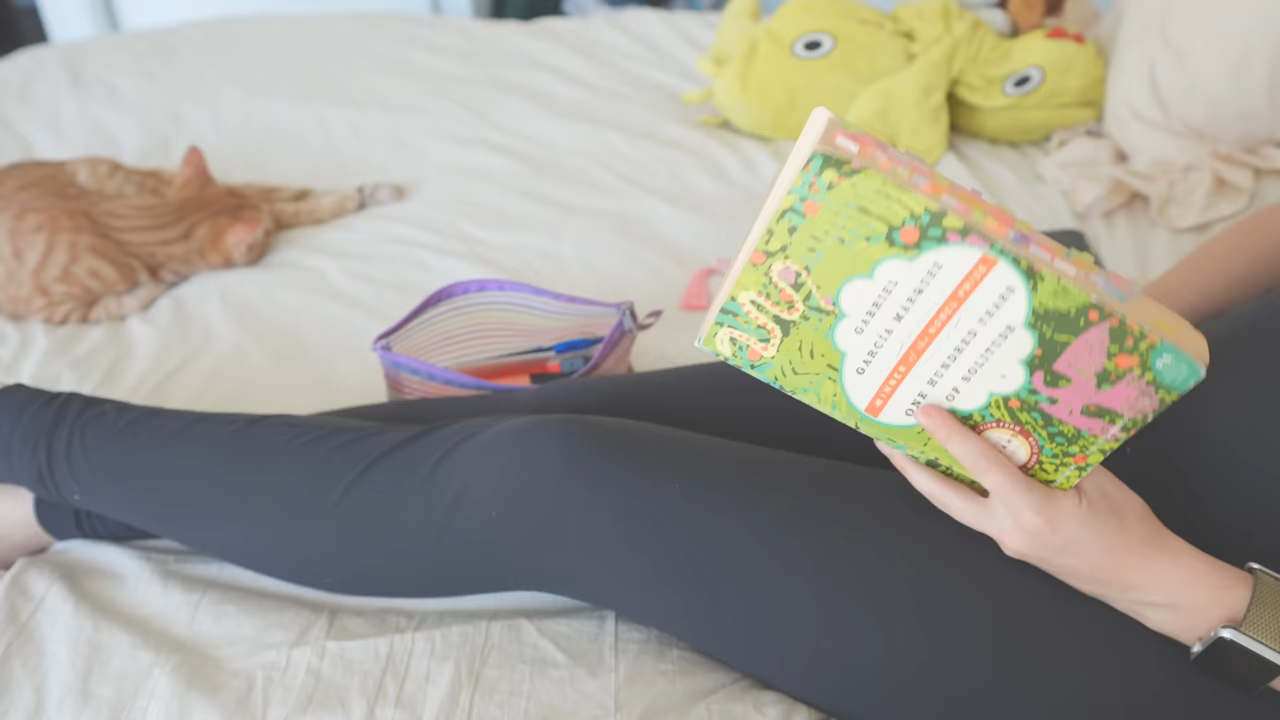 GABRIEL
GARCÍA MÁRQUEZ
WINNER of the NOBEL PRIZE
ONE HUNDRED YEARS
OF SOLITUDE